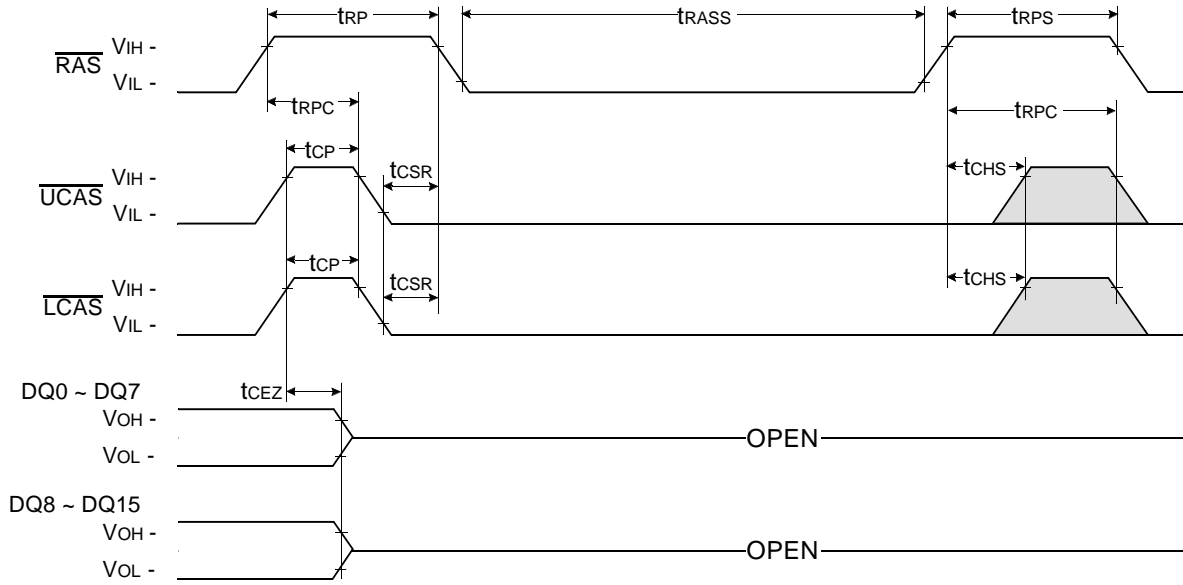 tRP
tRASS
tRPS
RAS
VIH -
VIL -
tRPC
tRPC
tCP
tCSR
tCHS
UCAS
VIH -
VIL -
tCP
tCSR
tCHS
LCAS
VIH -
VIL -
DQ0 ~ DQ7
tCEZ
VOH -
VOL -
OPEN
DQ8 ~ DQ15
VOH -
VOL -
OPEN